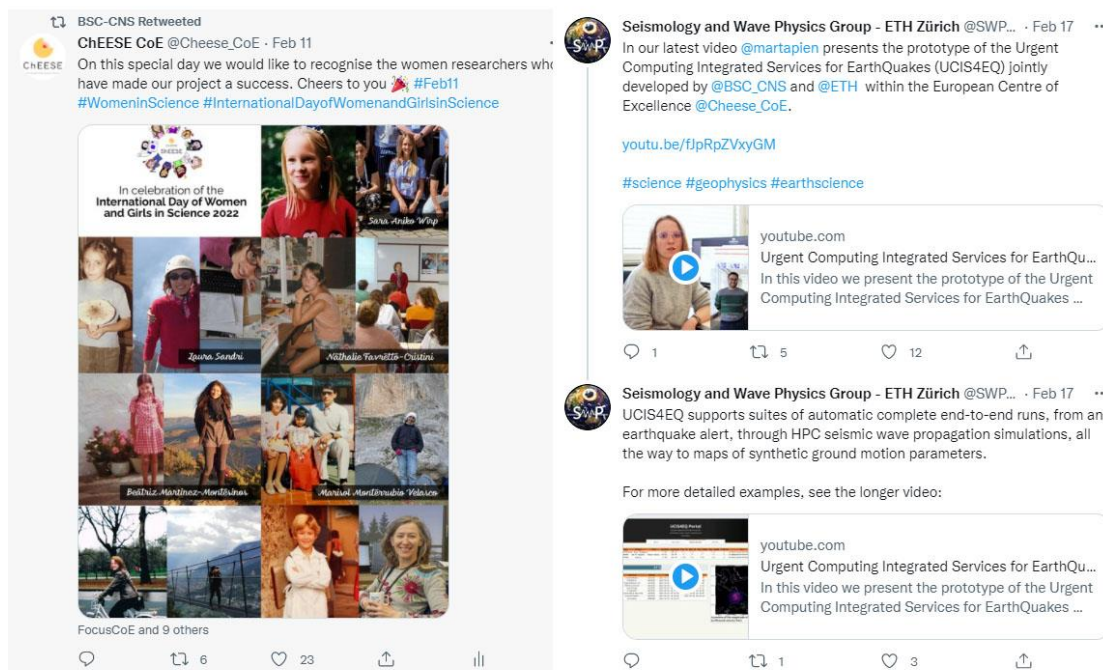 BSC-CNS Retweeted
ChEESE CoE @Cheese_CoE · Feb 11
On this special day we would like to recognise the women researchers who
have made our project a success. Cheers to you 🎉 #Feb11
#WomeninScience #InternationalDayofWomenandGirlsinScience
ChEESE
ChEESE
In celebration of the
International Day of Women
and Girls in Science 2022
Sara Aniko Wirp
Laura Sandri
Nathalie Favretto-Cristini
Beatriz Martínez-Montesinos
Marisol Monterrubio Velasco
FocusCoE and 9 others
6
23
Seismology and Wave Physics Group - ETH Zürich @SWP... · Feb 17
SWP
In our latest video @martapien presents the prototype of the Urgent
Computing Integrated Services for EarthQuakes (UCIS4EQ) jointly
developed by @BSC_CNS and @ETH within the European Centre of
Excellence @Cheese_CoE.
youtu.be/fJpRpZVxyGM
#science #geophysics #earthscience
youtube.com
Urgent Computing Integrated Services for EarthQu...
In this video we present the prototype of the Urgent
Computing Integrated Services for EarthQuakes ...
1
5
12
Seismology and Wave Physics Group - ETH Zürich @SWP... · Feb 17
SWP
UCIS4EQ supports suites of automatic complete end-to-end runs, from an
earthquake alert, through HPC seismic wave propagation simulations, all
the way to maps of synthetic ground motion parameters.
For more detailed examples, see the longer video:
UCIS4EQ Portal
youtube.com
Urgent Computing Integrated Services for EarthQu...
In this video we present the prototype of the Urgent
Computing Integrated Services for EarthQuakes ...
1
3